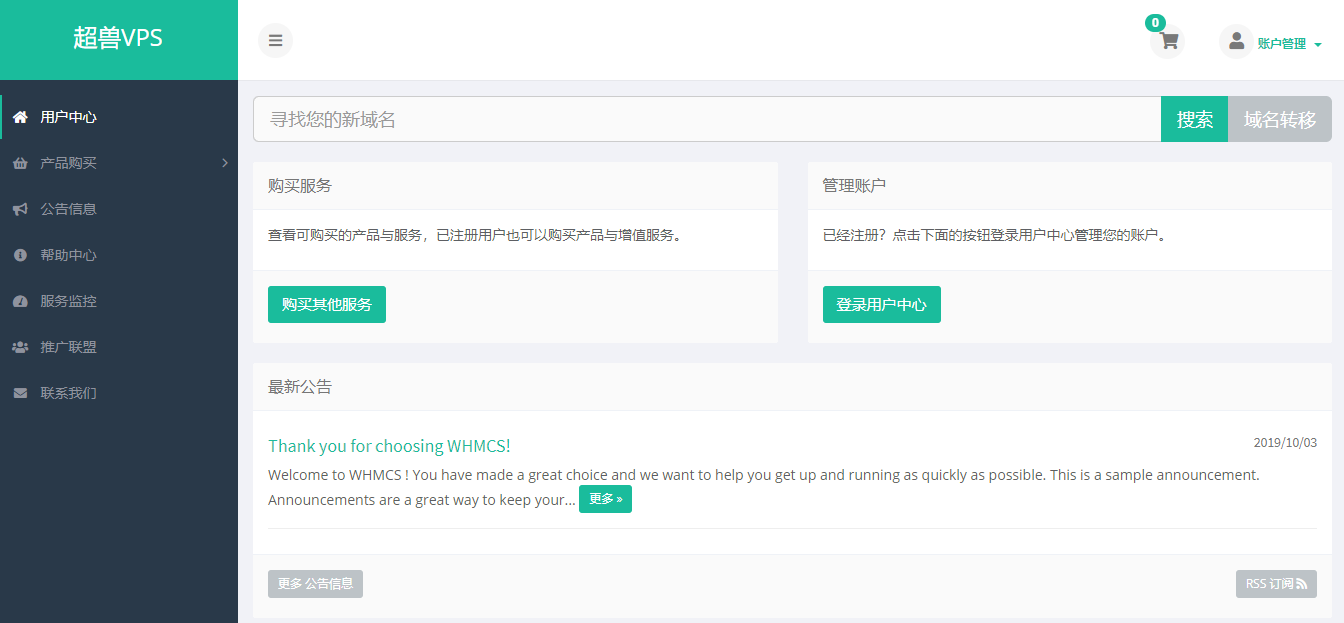 超兽VPS
0
账户管理
用户中心
产品购买
公告信息
帮助中心
服务监控
推广联盟
联系我们
寻找您的新域名
搜索
域名转移
购买服务
查看可购买的产品与服务，已注册用户也可以购买产品与增值服务。
购买其他服务
管理账户
已经注册？点击下面的按钮登录用户中心管理您的账户。
登录用户中心
最新公告
Thank you for choosing WHMCS!
2019/10/03
Welcome to WHMCS ! You have made a great choice and we want to help you get up and running as quickly as possible. This is a sample announcement.
Announcements are a great way to keep your... 更多 »
更多 公告信息
RSS 订阅